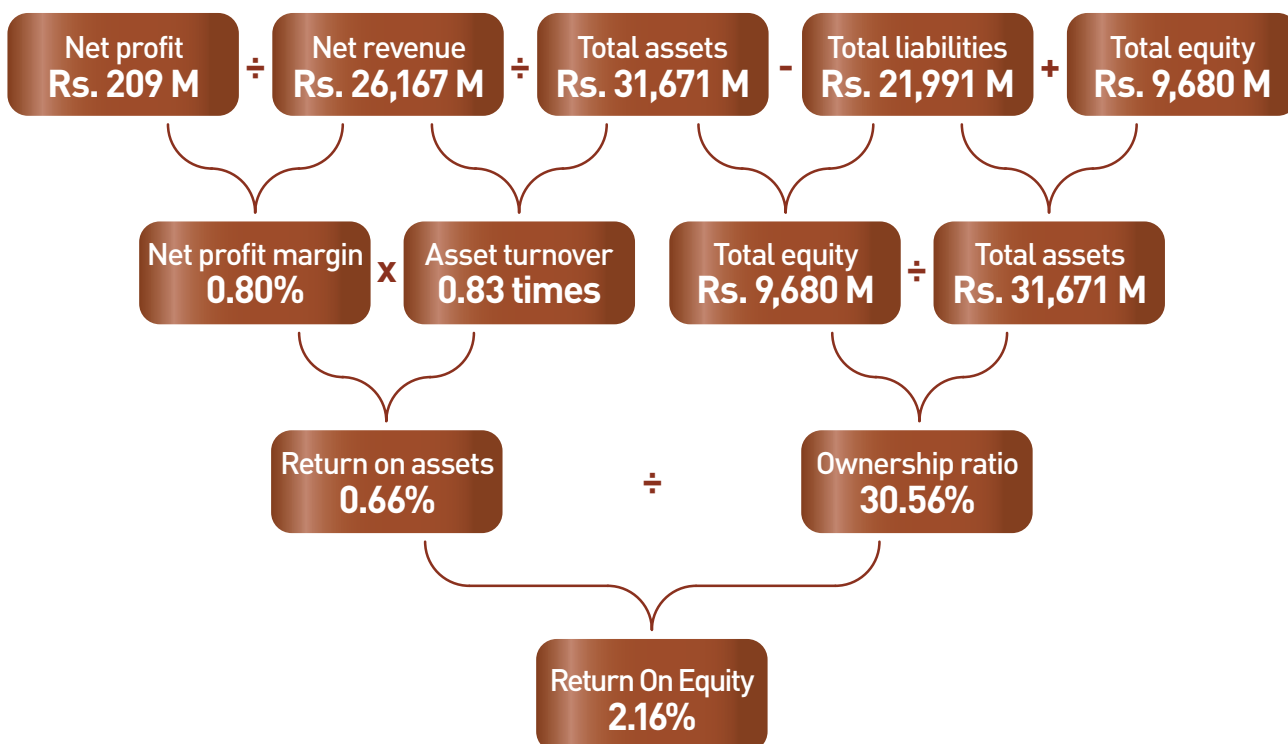 Net profit
Rs. 209 M
÷
Net revenue
Rs. 26,167 M
÷
Total assets
Rs. 31,671 M
-
Total liabilities
Rs. 21,991 M
+
Total equity
Rs. 9,680 M
Net profit margin
0.80%
x
Asset turnover
0.83 times
Total equity
Rs. 9,680 M
÷
Total assets
Rs. 31,671 M
Return on assets
0.66%
÷
Ownership ratio
30.56%
Return On Equity
2.16%